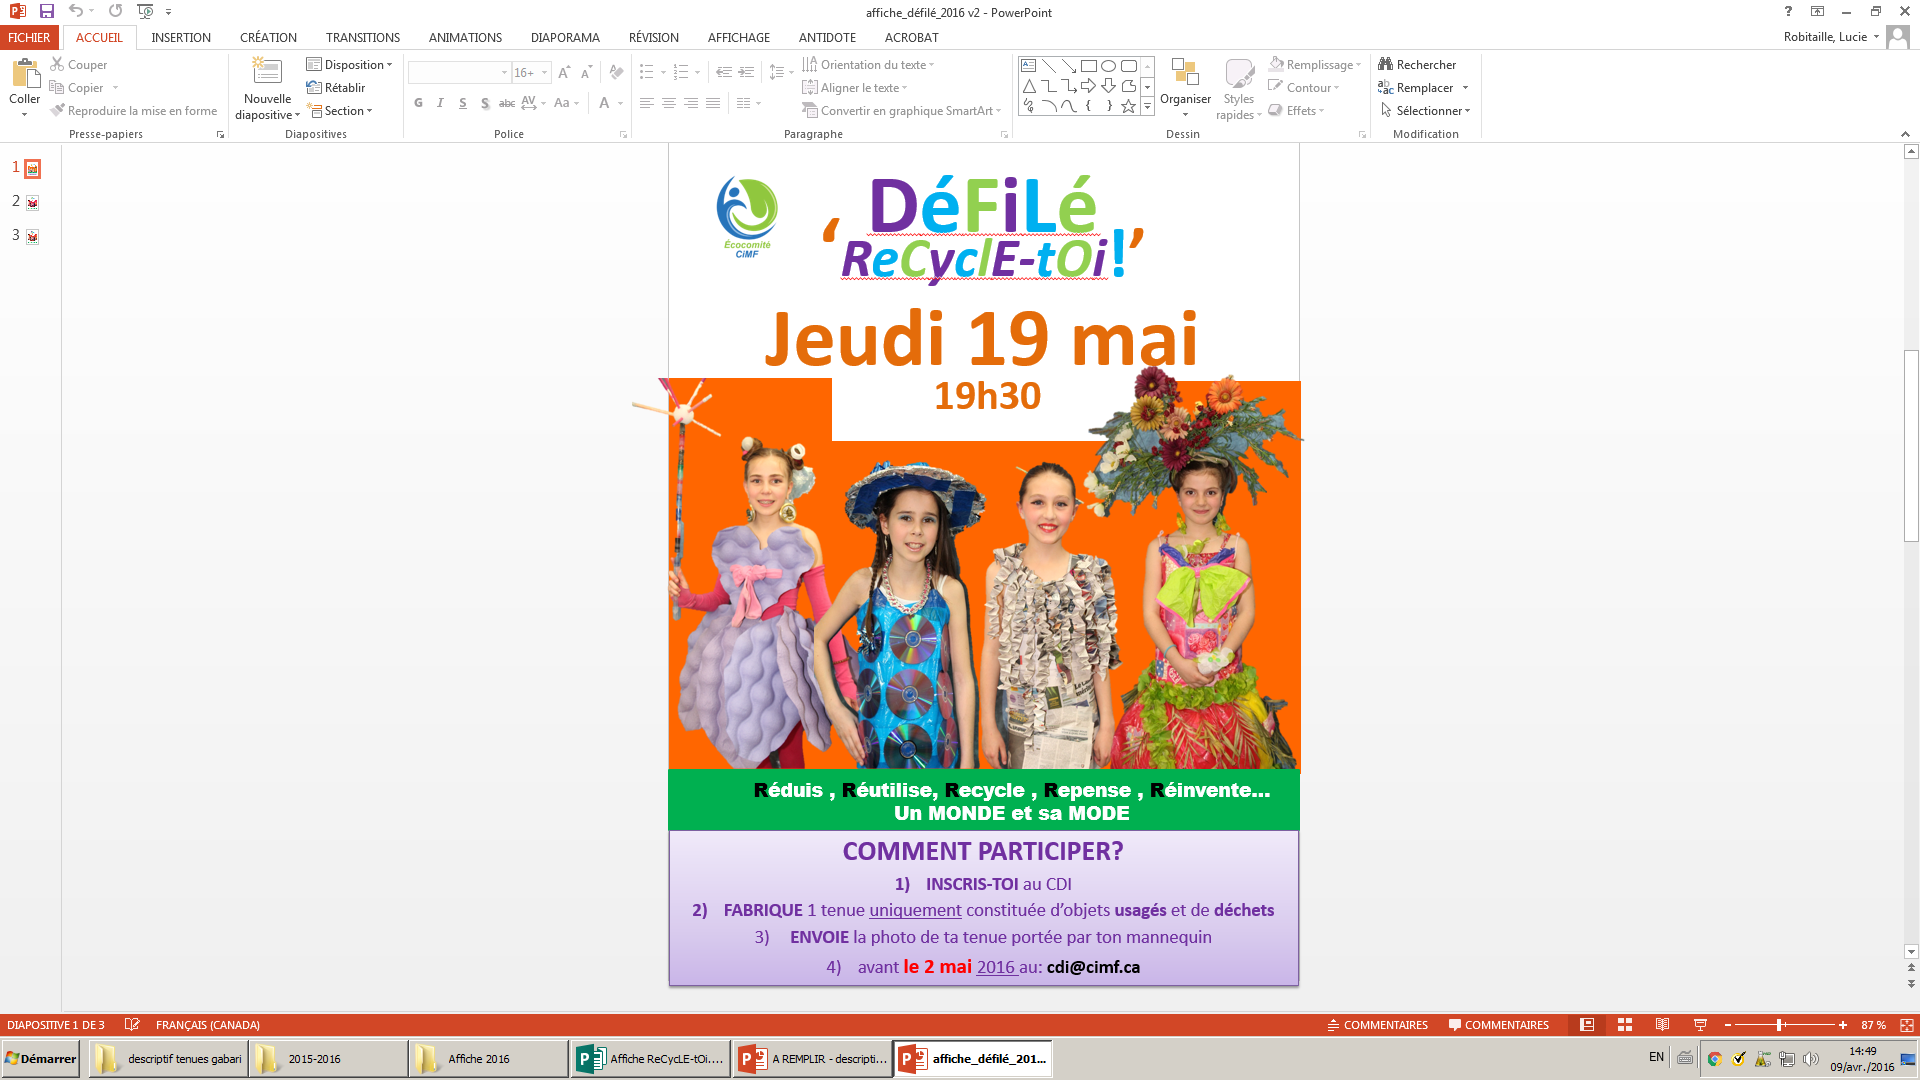 affiche_défilé_2016 v2 - PowerPoint
FICHIER ACCUEIL INSERTION CRÉATION TRANSITIONS ANIMATIONS DIAPORAMA RÉVISION AFFICHAGE ANTIDOTE ACROBAT Robitaille, Lucie
Coller
Couper
Copier
Reproduire la mise en forme
Presse-papiers
Nouvelle
diapositive
Disposition
Rétablir
Section
Diapositives
16+
G I S S abc AV Aa A
Police
Orientation du texte
Aligner le texte
Convertir en graphique SmartArt
Paragraphe
Organiser
Styles
rapides
Remplissage
Contour
Effets
Dessin
Rechercher
Remplacer
Sélectionner
Modification
1
2
3
Écocomité
CiMF
DéFiLé
‘ReCyclE-tOi!’
Jeudi 19 mai
19h30
Réduis , Réutilise, Recycle , Repense , Réinvente...
Un MONDE et sa MODE
COMMENT PARTICIPER?
1) INSCRIS-TOI au CDI
2) FABRIQUE 1 tenue uniquement constituée d’objets usagés et de déchets
3) ENVOIE la photo de ta tenue portée par ton mannequin
4) avant le 2 mai 2016 au: cdi@cimf.ca
DIAPOSITIVE 1 DE 3 FRANÇAIS (CANADA) COMMENTAIRES COMMENTAIRES 87 %
Démarrer descriptif tenues gabari 2015-2016 Affiche 2016 Affiche ReCycLE-tOi.... A REMPLIR - descripti... affiche_défilé_201... EN 14:49
09/avr./2016